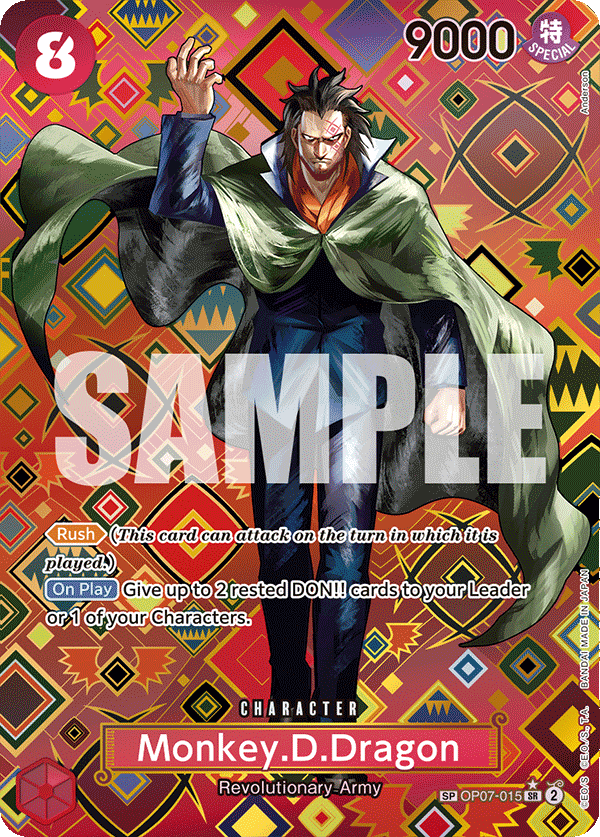 8
9000
特
SPECIAL
Anderson
SAMPLE
Rush (This card can attack on the turn in which it is
played.)
On Play Give up to 2 rested DON!! cards to your Leader
or 1 of your Characters.
CHARACTER
Monkey.D.Dragon
Revolutionary Army
SP OP07-015 SR 2
©EO/S ©E.O./S.,T.A. BANDAI MADE IN JAPAN